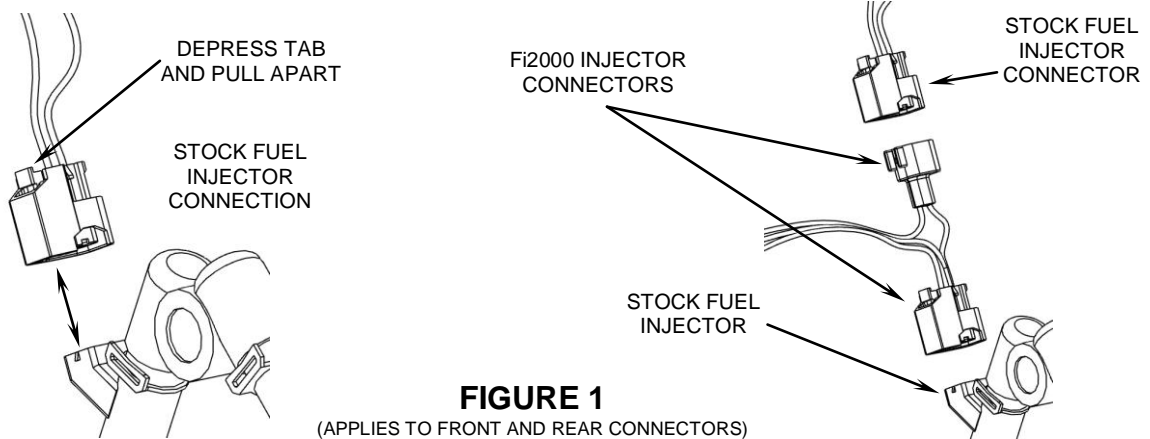 DEPRESS TAB
AND PULL APART
STOCK FUEL
INJECTOR
CONNECTION
Fi2000 INJECTOR
CONNECTORS
STOCK FUEL
INJECTOR
CONNECTOR
STOCK FUEL
INJECTOR
FIGURE 1
(APPLIES TO FRONT AND REAR CONNECTORS)